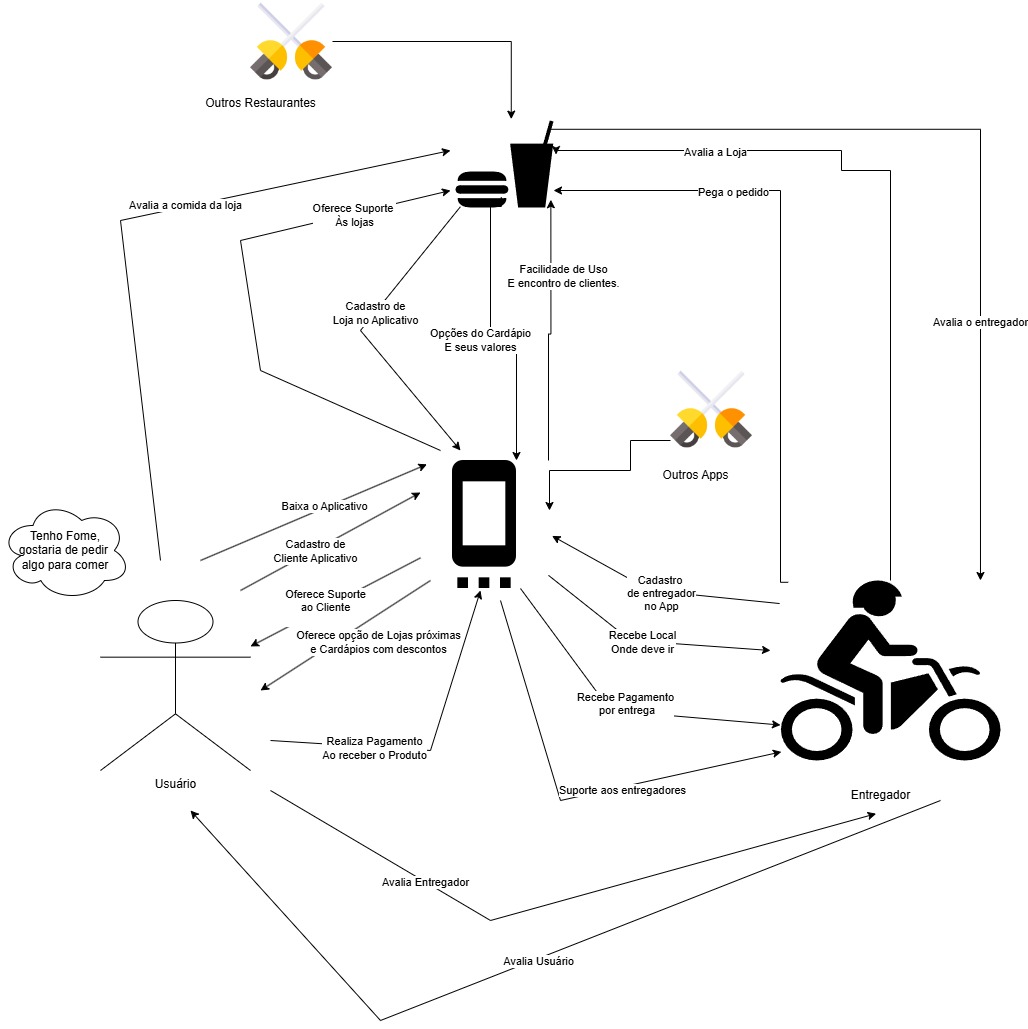 Outros Restaurantes
Avalia a Loja
Pega o pedido
Avalia a comida da loja
Oferece Suporte
Às lojas
Facilidade de Uso
E encontro de clientes.
Cadastro de
Loja no Aplicativo
Opções do Cardápio
E seus valores
Avalia o entregador
Outros Apps
Baixa o Aplicativo
Tenho Fome,
gostaria de pedir
algo para comer
Cadastro de
Cliente Aplicativo
Cadastro
de entregador
no App
Oferece Suporte
ao Cliente
Oferece opção de Lojas próximas
e Cardápios com descontos
Recebe Local
Onde deve ir
Recebe Pagamento
por entrega
Realiza Pagamento
Ao receber o Produto
Usuário
Suporte aos entregadores
Entregador
Avalia Entregador
Avalia Usuário